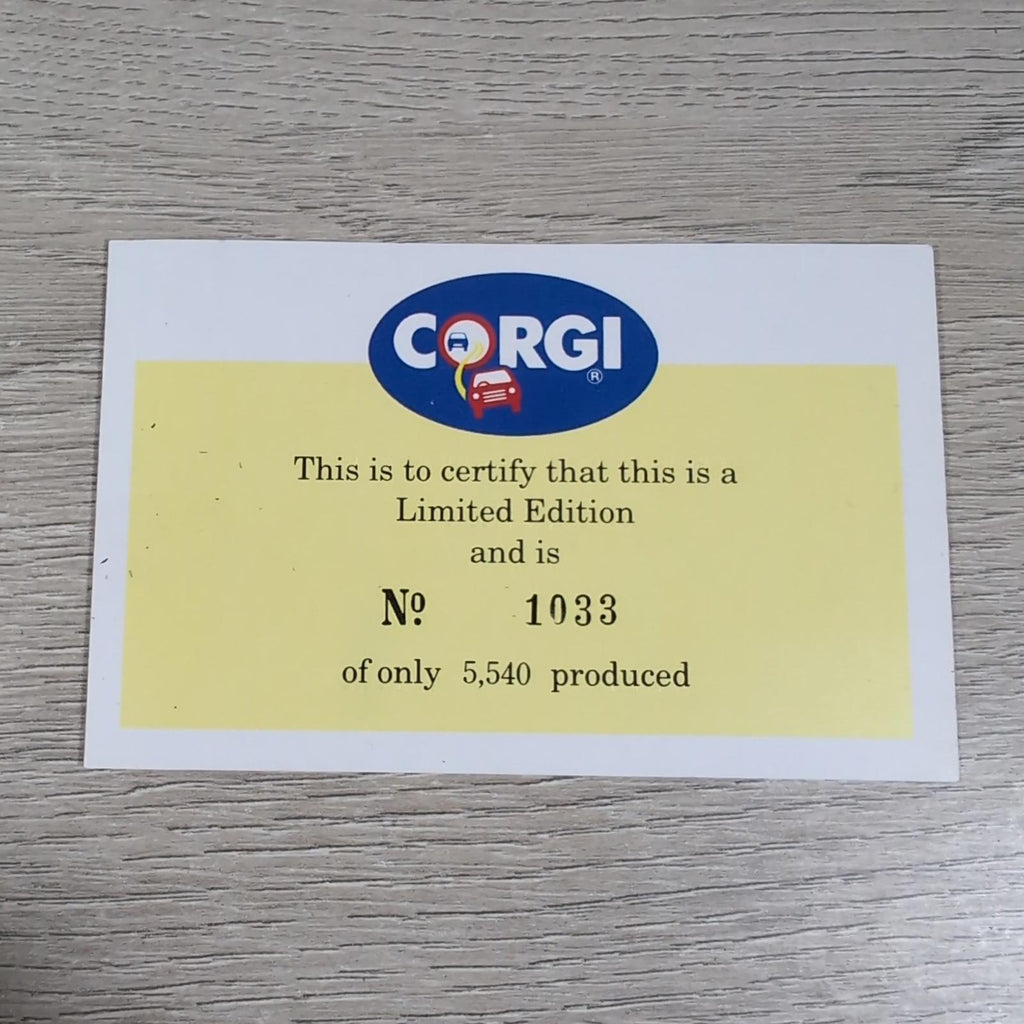 CORGI ®
This is to certify that this is a
Limited Edition
and is
Nº 1033
of only 5,540 produced